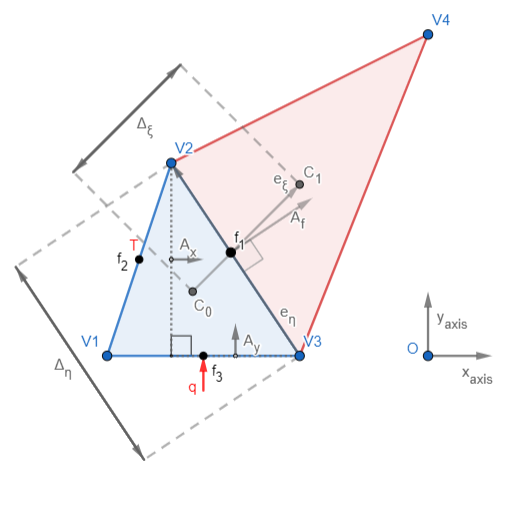 V4
Δξ
V2
eξ
C1
Af
T
f1
f2
Ax
C0
eη
V1
Ay
V3
yaxis
O
Δη
f3
xaxis
q